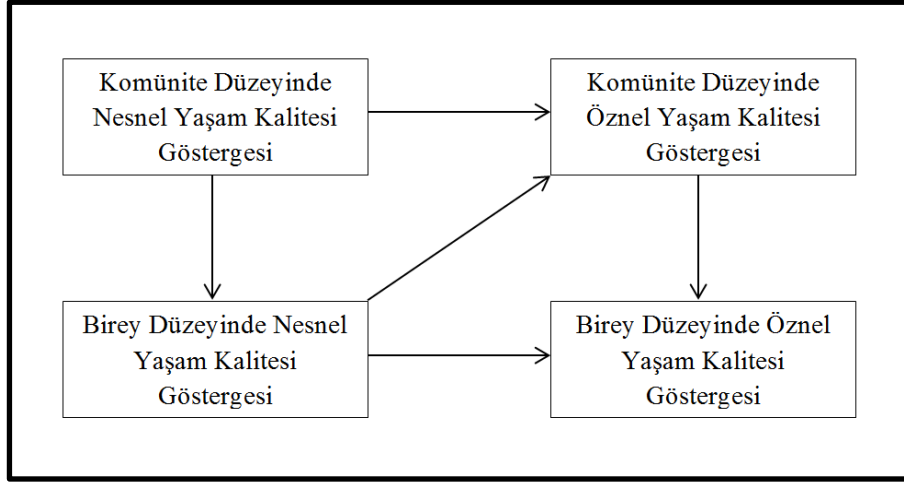 Komünite Düzeyinde
Nesnel Yaşam Kalitesi
Göstergesi
Komünite Düzeyinde
Öznel Yaşam Kalitesi
Göstergesi
Birey Düzeyinde Nesnel
Yaşam Kalitesi
Göstergesi
Birey Düzeyinde Öznel
Yaşam Kalitesi
Göstergesi